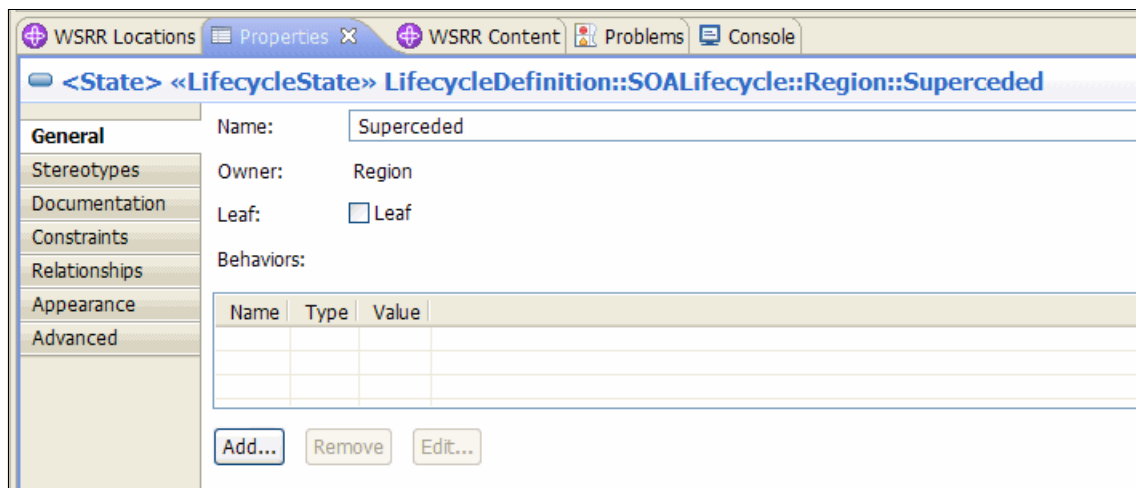 WSRR Locations Properties WSRR Content Problems Console
<State> «LifecycleState» LifecycleDefinition::SOALifecycle::Region::Superceded
General
Stereotypes
Documentation
Constraints
Relationships
Appearance
Advanced
Name: Superceded
Owner: Region
Leaf: Leaf
Behaviors:
Name Type Value
Add... Remove Edit...